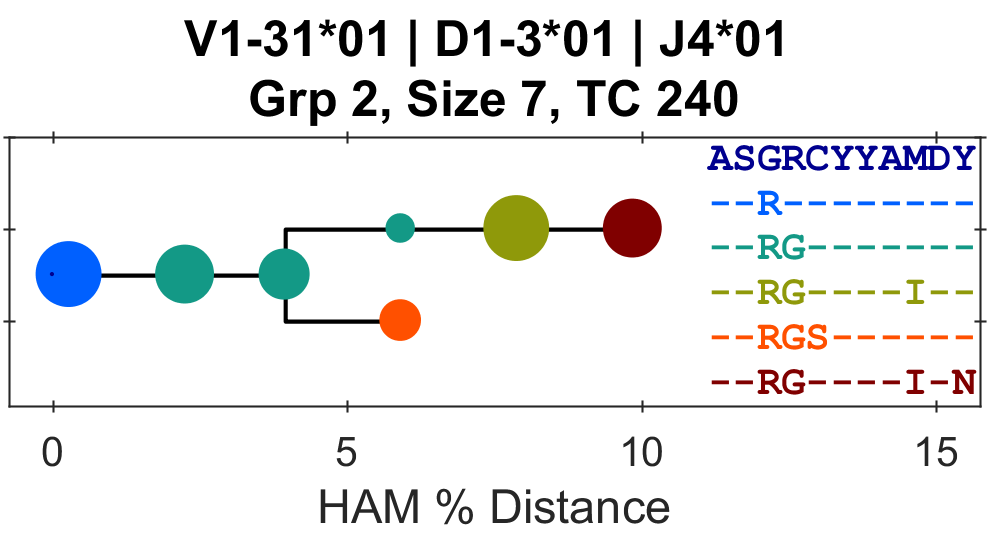 V1-31*01 | D1-3*01 | J4*01
Grp 2, Size 7, TC 240
ASGRCYYAMDY
--R--------
--RG-------
--RG----I--
--RGS------
--RG----I-N
0 5 10 15
HAM % Distance